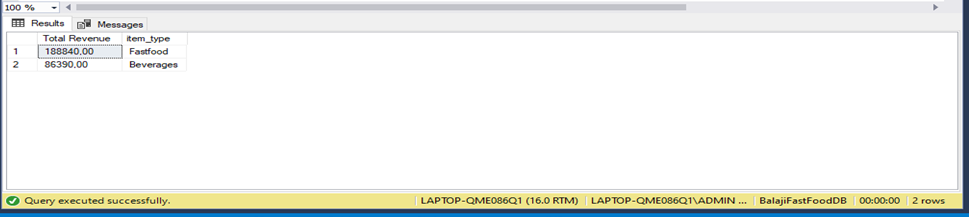 100 %
Results Messages
Total Revenue item_type
1 188840.00 Fastfood
2 86390.00 Beverages
Query executed successfully. LAPTOP-QME086Q1 (16.0 RTM) LAPTOP-QME086Q1\ADMIN ... BalajiFastFoodDB 00:00:00 2 rows